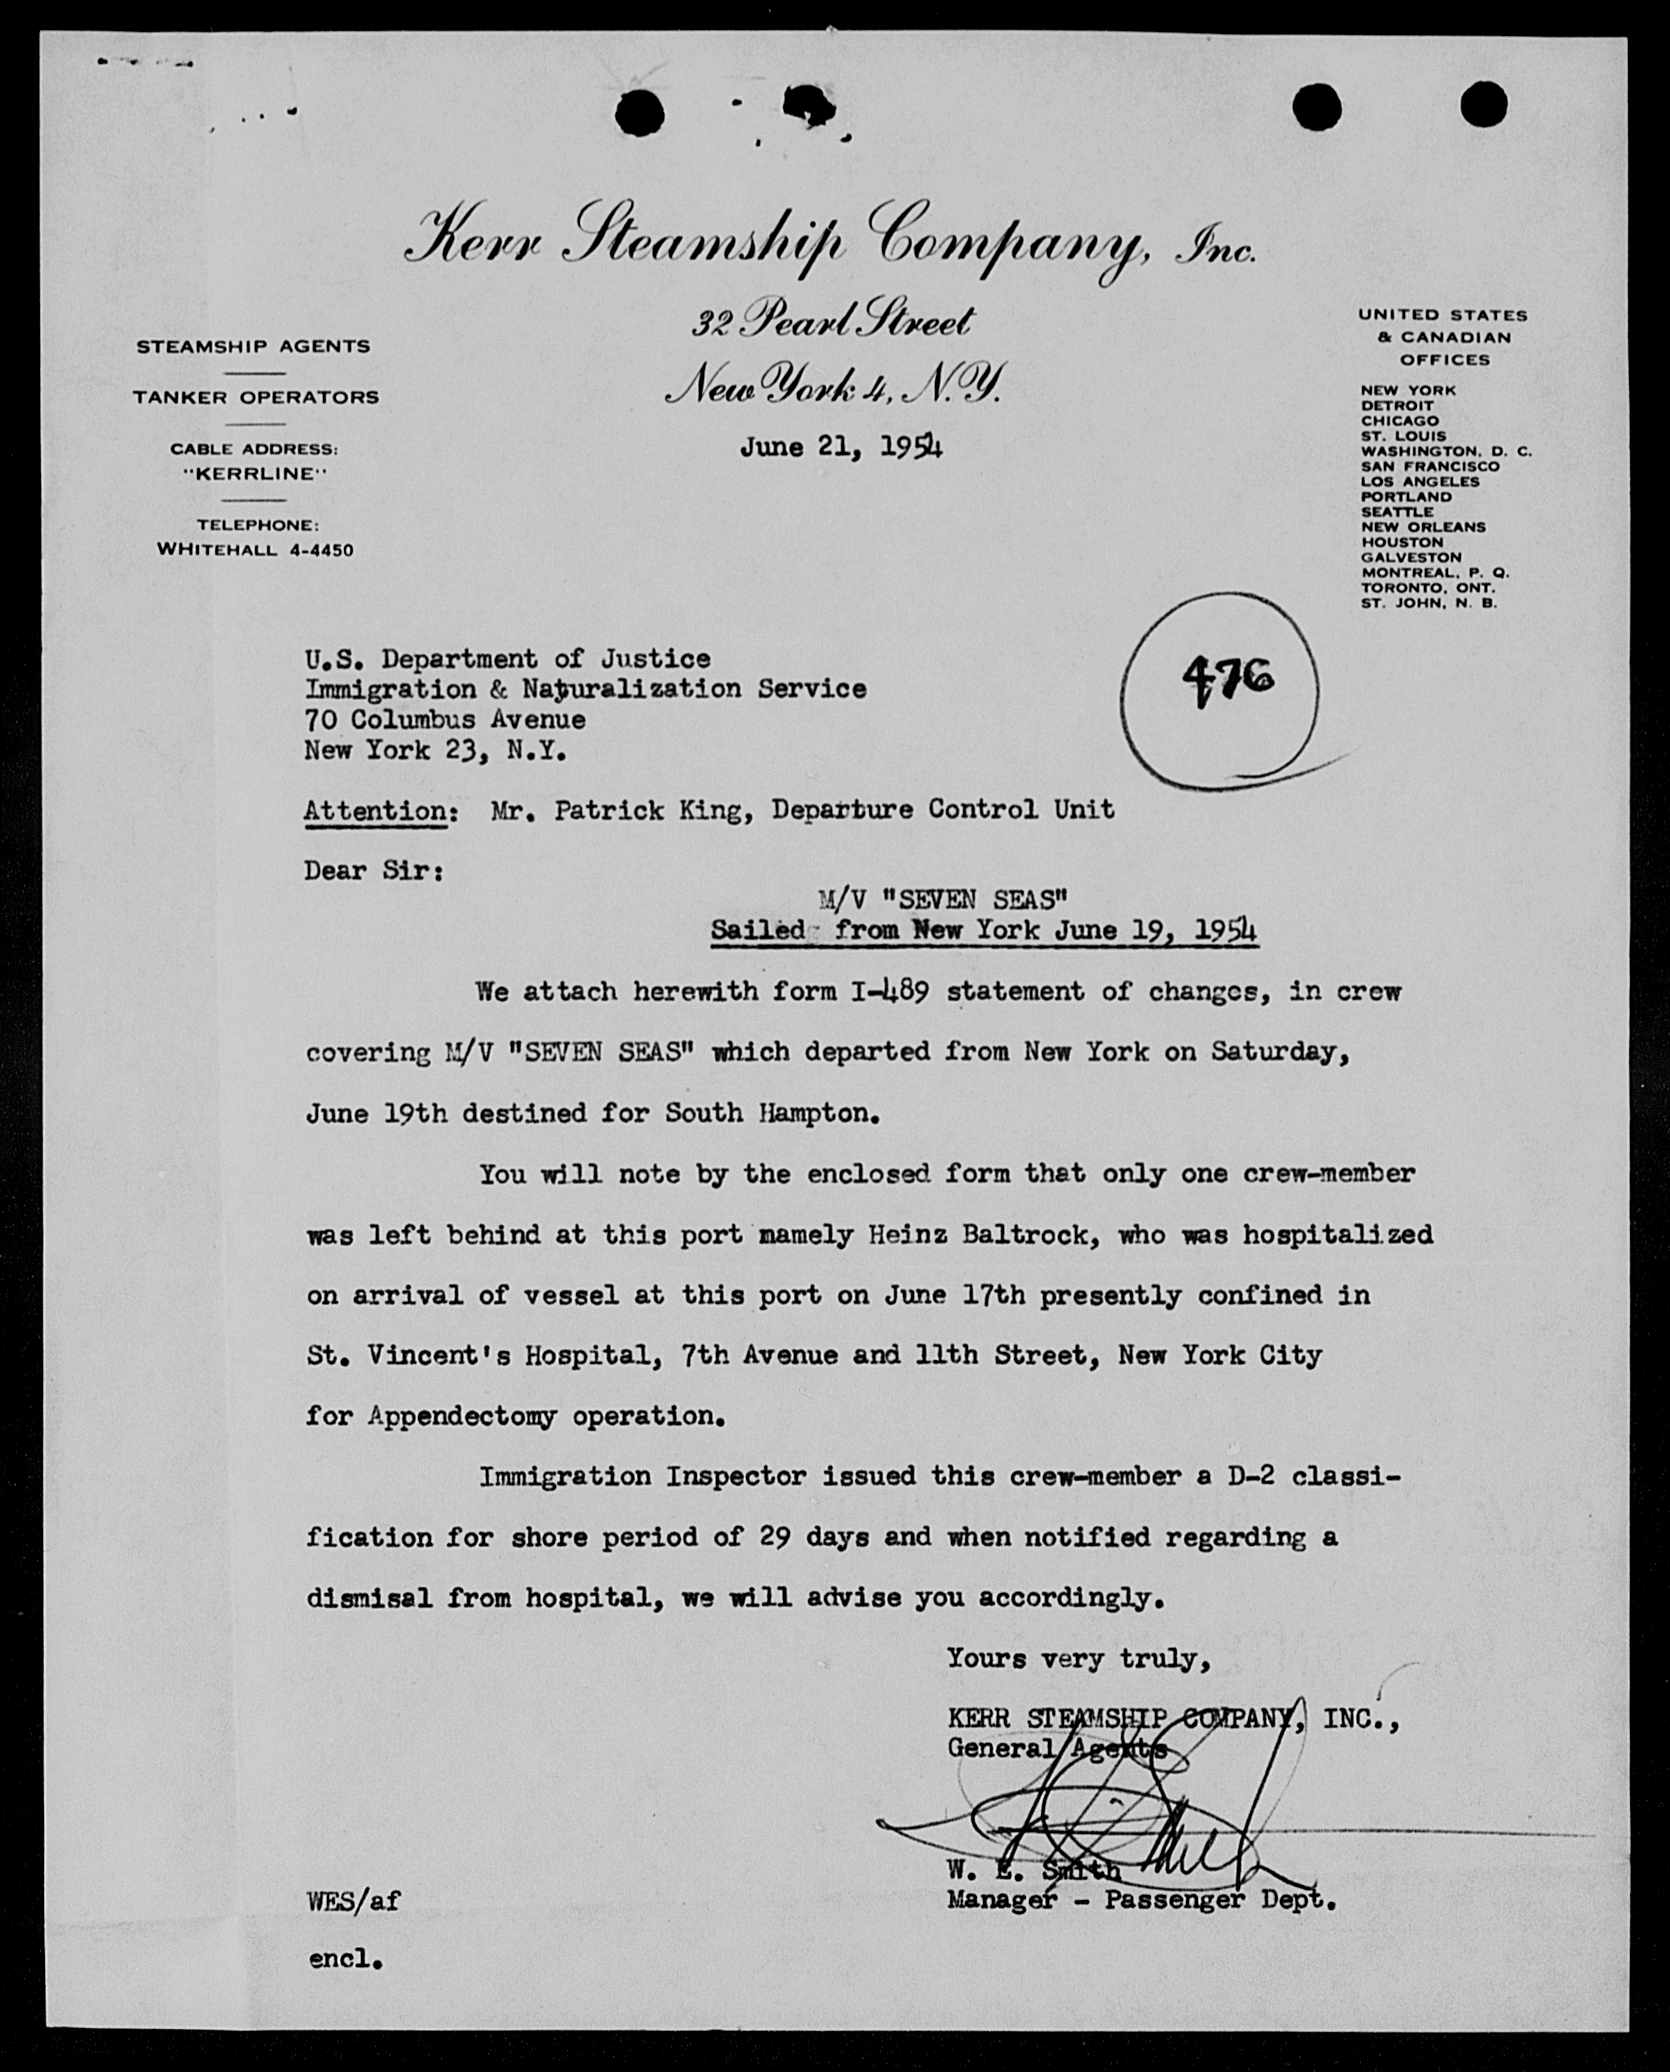 Kerr Steamship Company, Inc.
32 Pearl Street
New York 4, N.Y.
STEAMSHIP AGENTS
TANKER OPERATORS
CABLE ADDRESS:
"KERRLINE"
TELEPHONE:
WHITEHALL 4-4450
UNITED STATES
& CANADIAN
OFFICES
NEW YORK
DETROIT
CHICAGO
ST. LOUIS
WASHINGTON, D. C.
SAN FRANCISCO
LOS ANGELES
PORTLAND
SEATTLE
NEW ORLEANS
HOUSTON
GALVESTON
MONTREAL, P. Q.
TORONTO, ONT.
ST. JOHN, N. B.
June 21, 1954
476
U.S. Department of Justice
Immigration & Naturalization Service
70 Columbus Avenue
New York 23, N.Y.
Attention: Mr. Patrick King, Departure Control Unit
Dear Sir:
M/V "SEVEN SEAS"
Sailed from New York June 19, 1954
We attach herewith form I-489 statement of changes, in crew
covering M/V "SEVEN SEAS" which departed from New York on Saturday,
June 19th destined for South Hampton.
You will note by the enclosed form that only one crew-member
was left behind at this port namely Heinz Baltrock, who was hospitalized
on arrival of vessel at this port on June 17th presently confined in
St. Vincent's Hospital, 7th Avenue and 11th Street, New York City
for Appendectomy operation.
Immigration Inspector issued this crew-member a D-2 classi-
fication for shore period of 29 days and when notified regarding a
dismisal from hospital, we will advise you accordingly.
Yours very truly,
KERR STEAMSHIP COMPANY, INC.,
General Agents
W. E. Smith
Manager - Passenger Dept.
WES/af
encl.